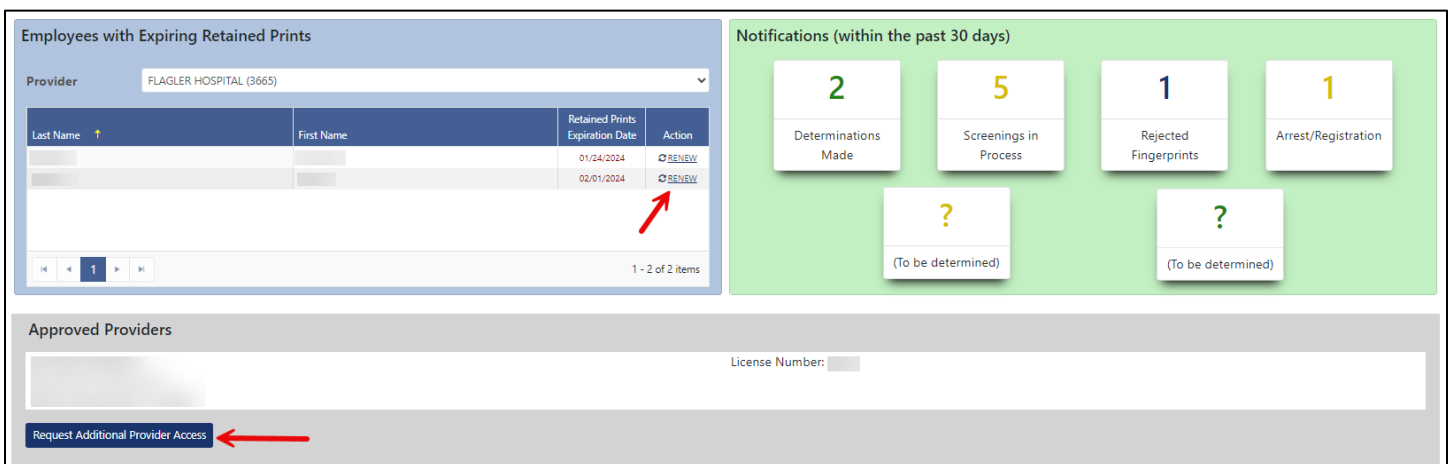 Employees with Expiring Retained Prints
Provider
FLAGLER HOSPITAL (3665)
Last Name ↑
First Name
Retained Prints
Expiration Date
Action
01/24/2024
RENEW
02/01/2024
RENEW
1
1 - 2 of 2 items
Notifications (within the past 30 days)
2
Determinations
Made
5
Screenings in
Process
1
Rejected
Fingerprints
1
Arrest/Registration
?
(To be determined)
?
(To be determined)
Approved Providers
License Number:
Request Additional Provider Access